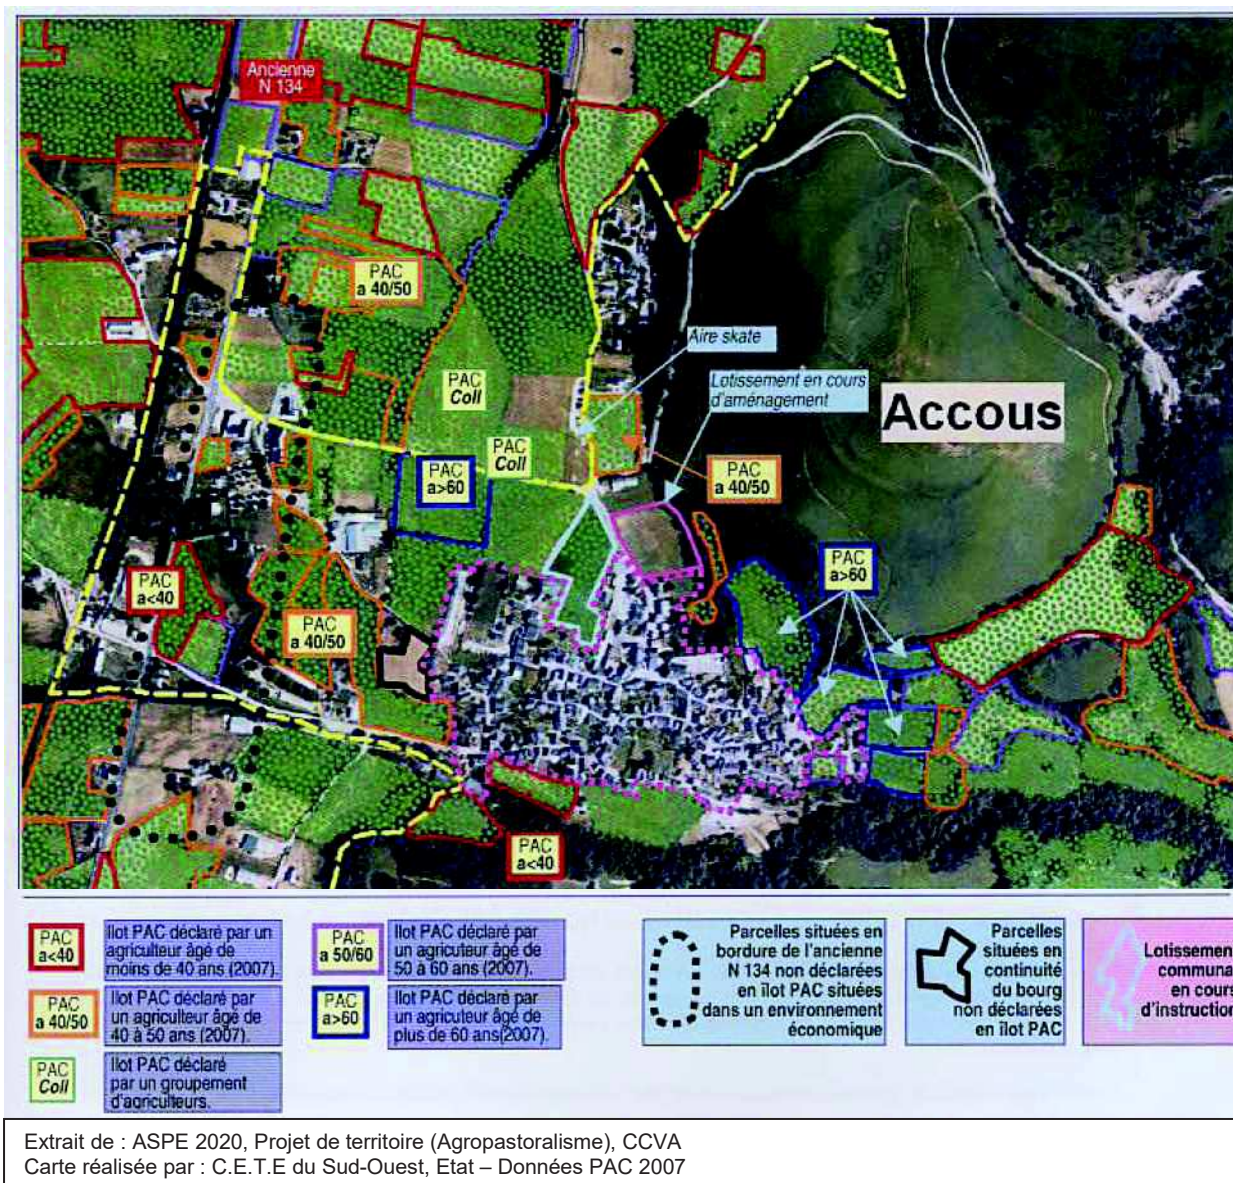 Ancienne
N 134
PAC
a 40/50
Aire skate
Lotissement en cours
d'aménagement
PAC
Coll
Accous
PAC
Coll
PAC
a>60
PAC
a 40/50
PAC
a<40
PAC
a>60
PAC
a 40/50
PAC
a<40
PAC
a<40
Ilot PAC déclaré par un
agriculteur âgé de
moins de 40 ans (2007).
PAC
a 50/60
Ilot PAC déclaré par
un agricuteur âgé de
50 à 60 ans (2007).
Parcelles situées en
bordure de l'ancienne
N 134 non déclarées
en îlot PAC situées
dans un environnement
économique
Parcelles
situées en
continuité
du bourg
non déclarées
en îlot PAC
Lotissemen
communa
en cours
d'instruction
PAC
a 40/50
Ilot PAC déclaré par
un agriculteur âgé de
40 à 50 ans (2007).
PAC
a>60
Ilot PAC déclaré par
un agricuteur âgé de
plus de 60 ans(2007).
PAC
Coll
Ilot PAC déclaré
par un groupement
d'agriculteurs.
Extrait de : ASPE 2020, Projet de territoire (Agropastoralisme), CCVA
Carte réalisée par : C.E.T.E du Sud-Ouest, Etat – Données PAC 2007